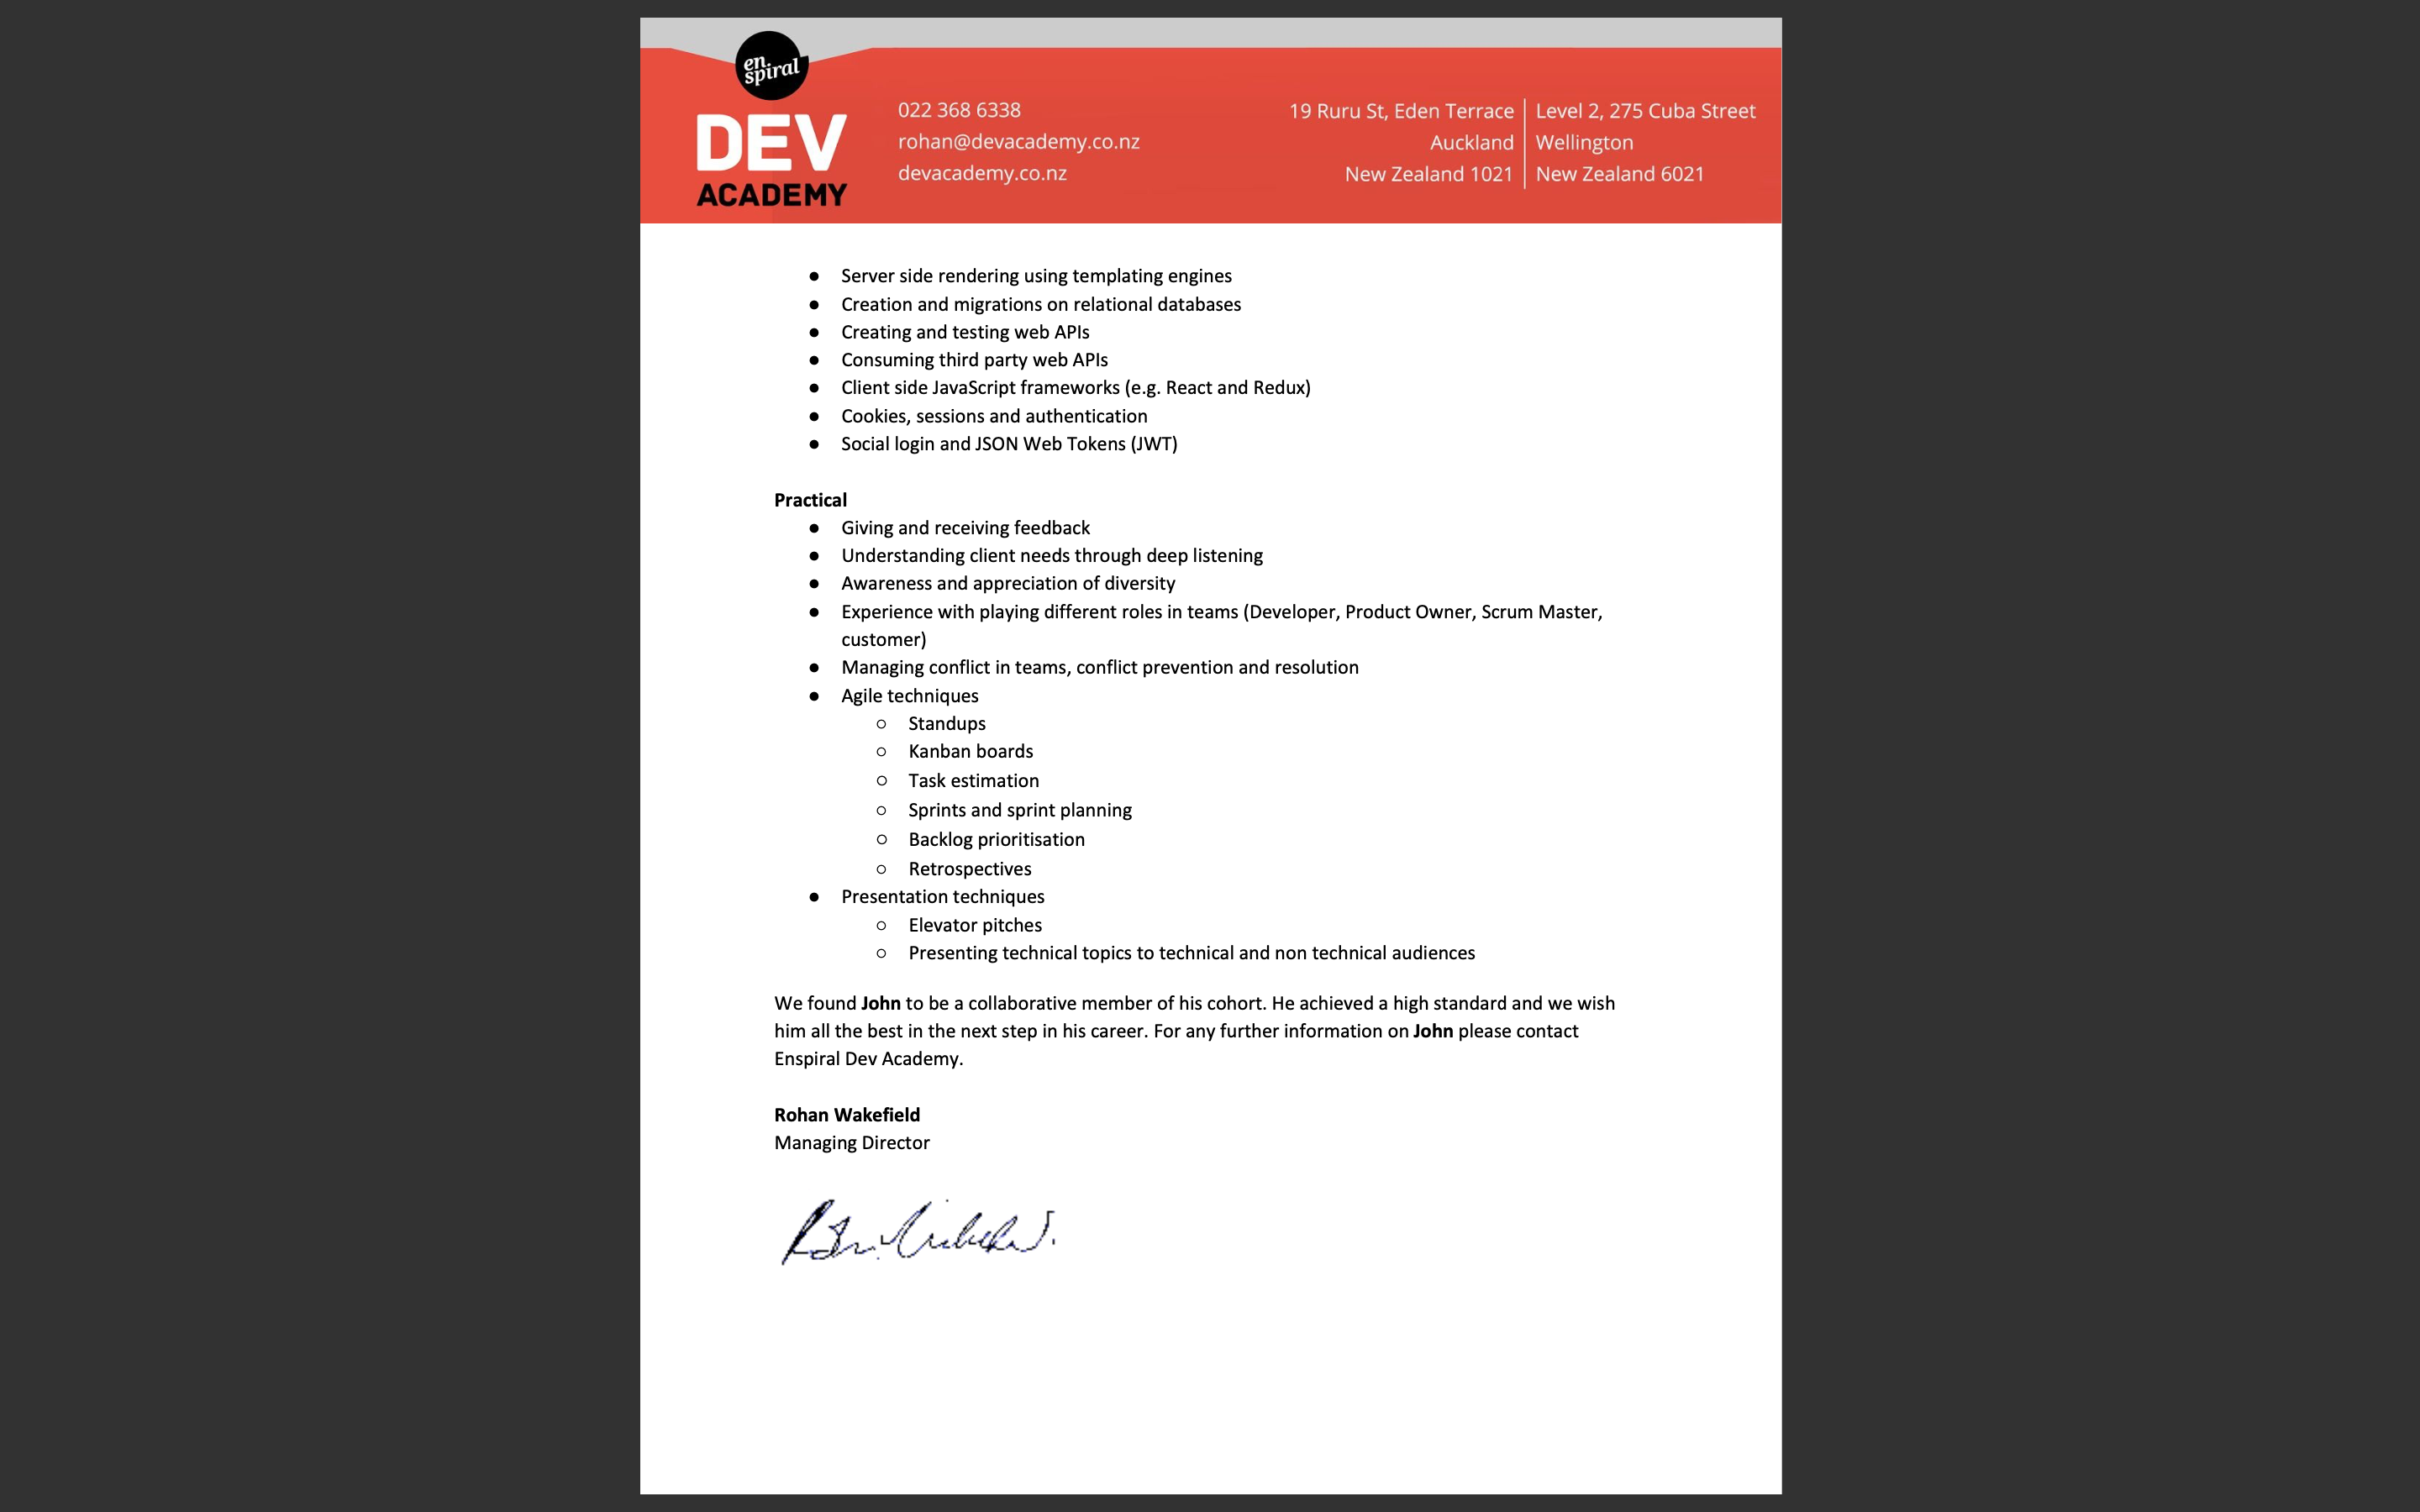 en
spiral
DEV
ACADEMY
022 368 6338
rohan@devacademy.co.nz
devacademy.co.nz
19 Ruru St, Eden Terrace
Auckland
New Zealand 1021
Level 2, 275 Cuba Street
Wellington
New Zealand 6021
● Server side rendering using templating engines
● Creation and migrations on relational databases
● Creating and testing web APIs
● Consuming third party web APIs
● Client side JavaScript frameworks (e.g. React and Redux)
● Cookies, sessions and authentication
● Social login and JSON Web Tokens (JWT)
Practical
● Giving and receiving feedback
● Understanding client needs through deep listening
● Awareness and appreciation of diversity
● Experience with playing different roles in teams (Developer, Product Owner, Scrum Master,
customer)
● Managing conflict in teams, conflict prevention and resolution
● Agile techniques
○ Standups
○ Kanban boards
○ Task estimation
○ Sprints and sprint planning
○ Backlog prioritisation
○ Retrospectives
● Presentation techniques
○ Elevator pitches
○ Presenting technical topics to technical and non technical audiences
We found John to be a collaborative member of his cohort. He achieved a high standard and we wish
him all the best in the next step in his career. For any further information on John please contact
Enspiral Dev Academy.
Rohan Wakefield
Managing Director